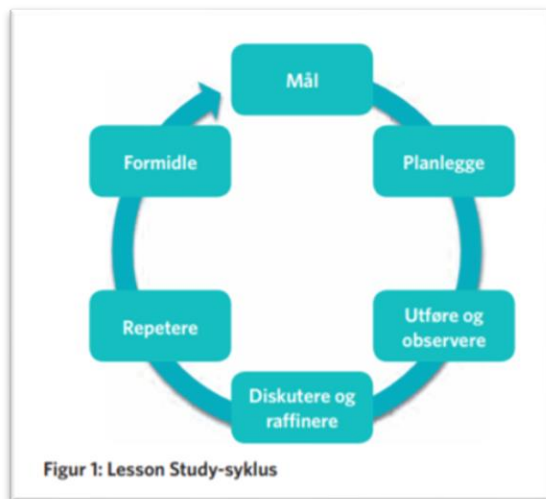 Mål
Planlegge
Utføre og
observere
Diskutere og
raffinere
Repetere
Formidle
Figur 1: Lesson Study-syklus